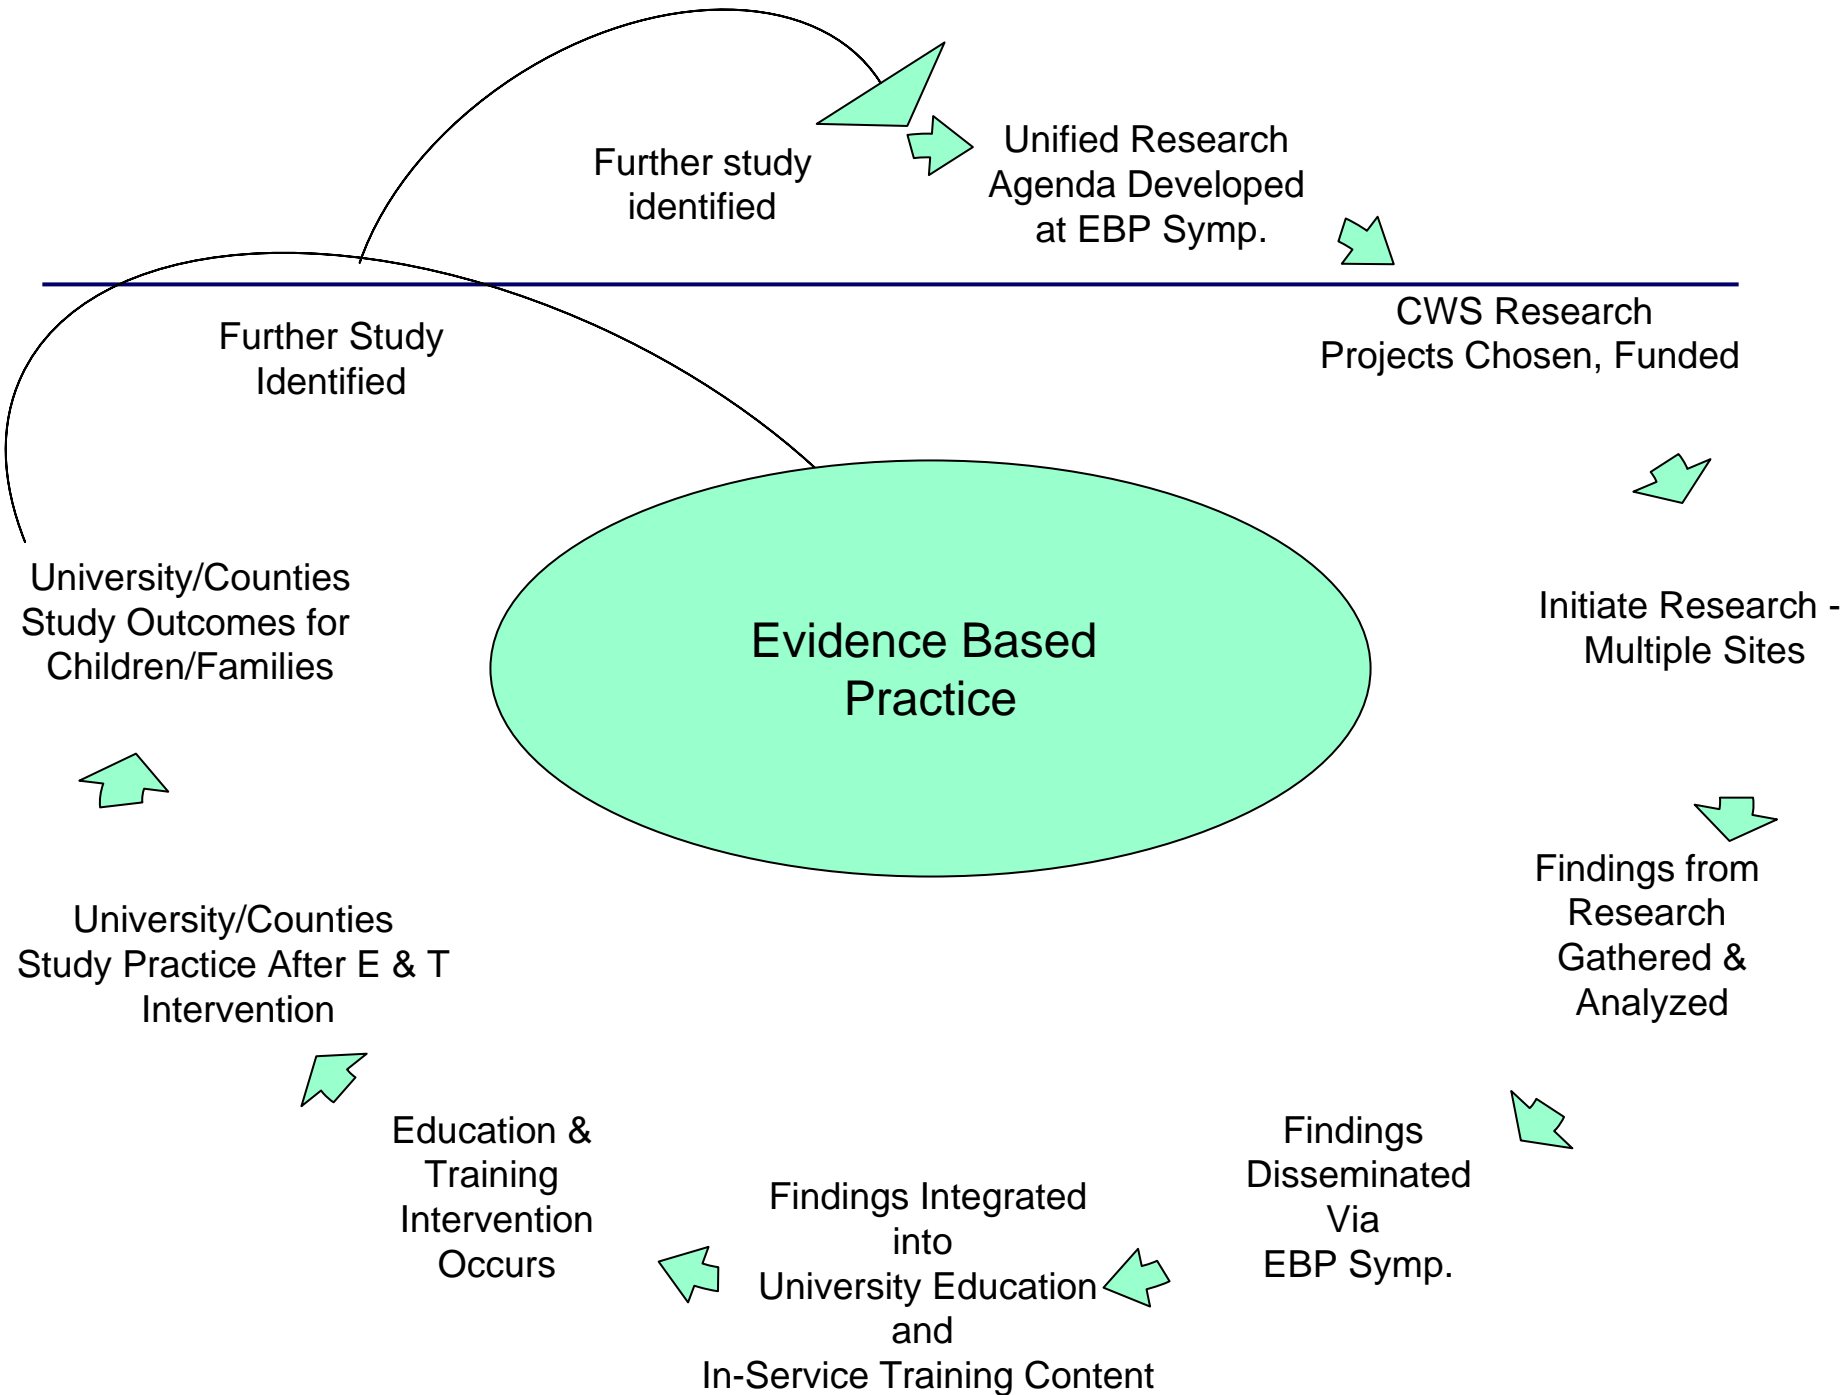 Further study
identified
Unified Research
Agenda Developed
at EBP Symp.
CWS Research
Projects Chosen, Funded
Further Study
Identified
Initiate Research -
Multiple Sites
Evidence Based
Practice
University/Counties
Study Outcomes for
Children/Families
Findings from
Research
Gathered &
Analyzed
University/Counties
Study Practice After E & T
Intervention
Findings
Disseminated
Via
EBP Symp.
Findings Integrated
into
University Education
and
In-Service Training Content
Education &
Training
Intervention
Occurs